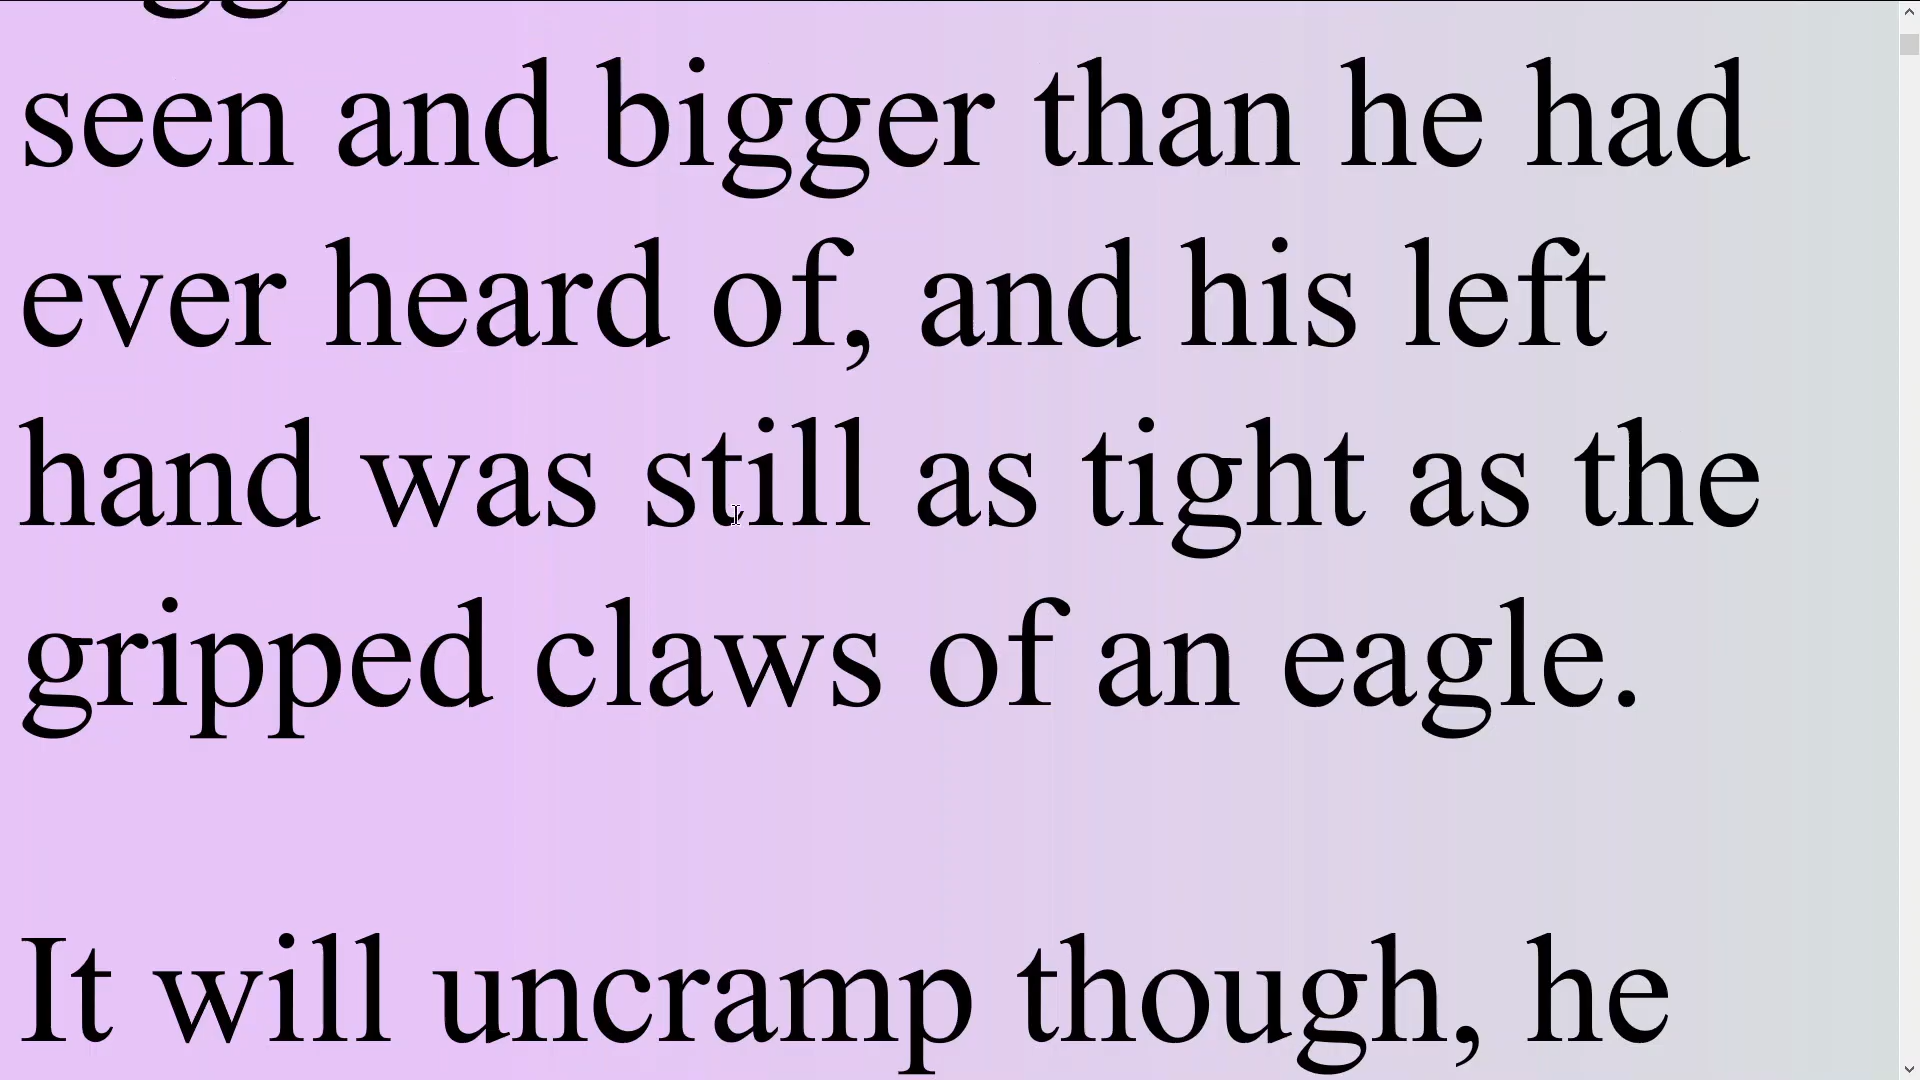 seen and bigger than he had
ever heard of, and his left
hand was still as tight as the
gripped claws of an eagle.
It will uncramp though, he